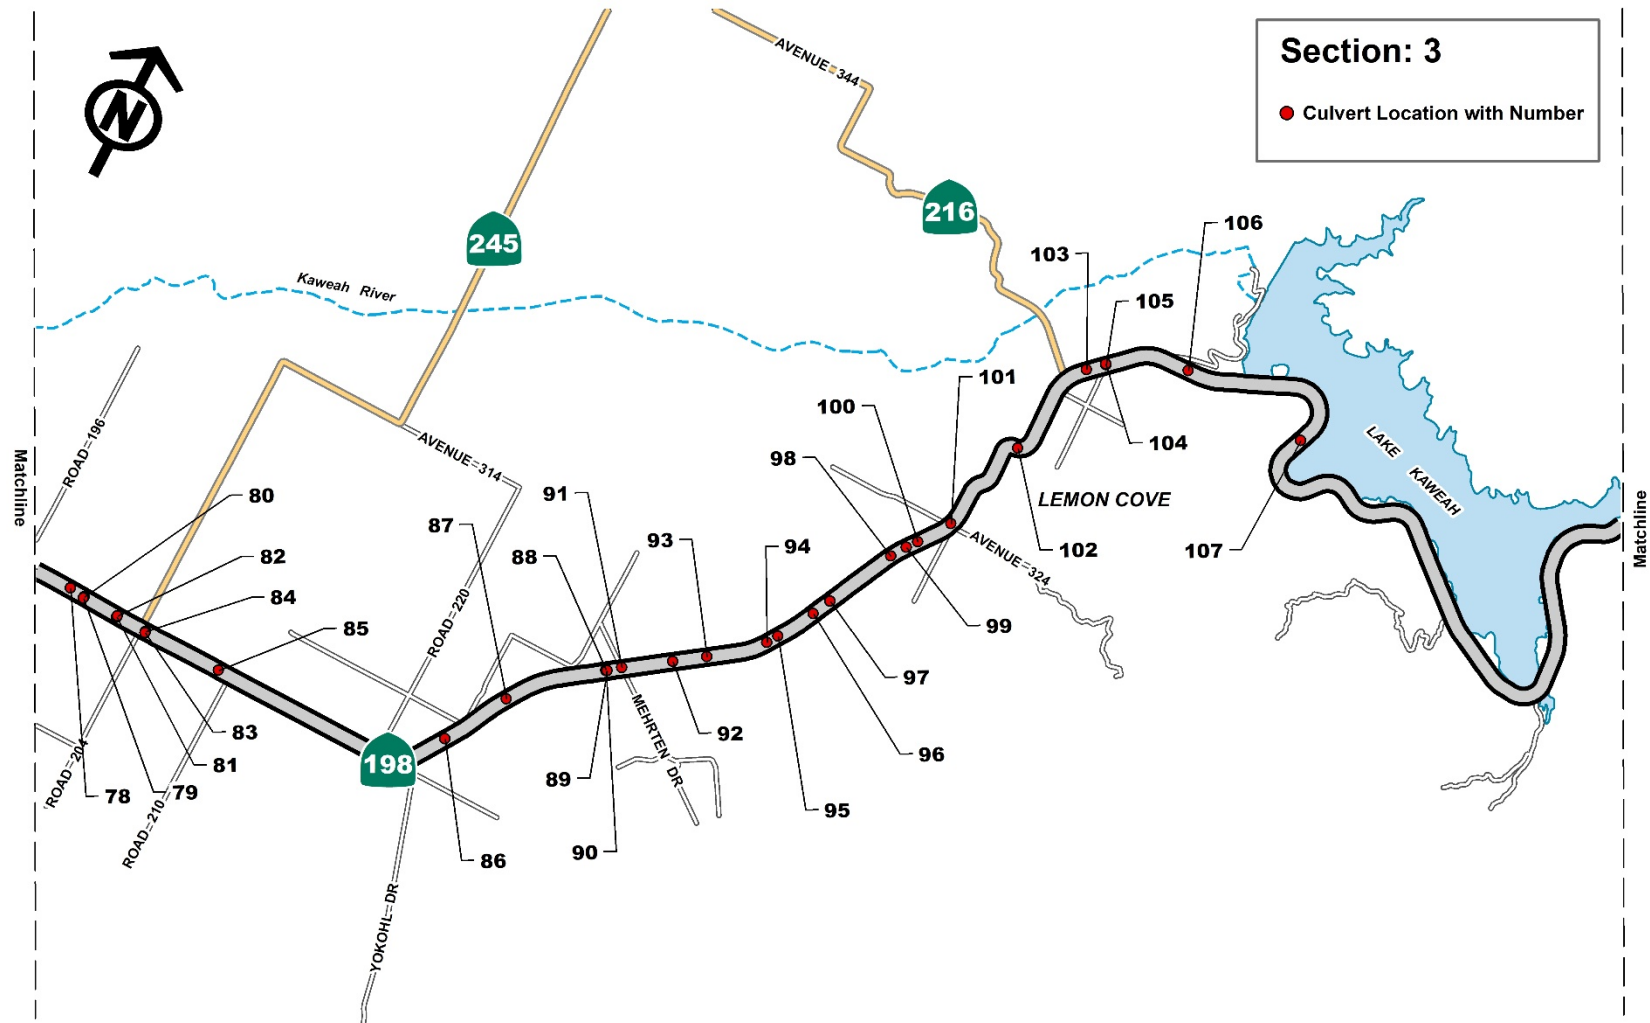 Section: 3
Culvert Location with Number
N
AVENUE 344
216
245
106
103
105
Kaweah River
101
100
104
98
LAKE KAWEAH
ROAD 196
AVENUE 314
LEMON COVE
Matchline
Matchline
80
91
87
93
94
102
107
82
88
AVENUE 324
84
99
85
ROAD 220
97
83
92
MEHRTEN DR
96
198
81
89
78
79
ROAD 204
95
ROAD 210
90
86
YOKOHL DR